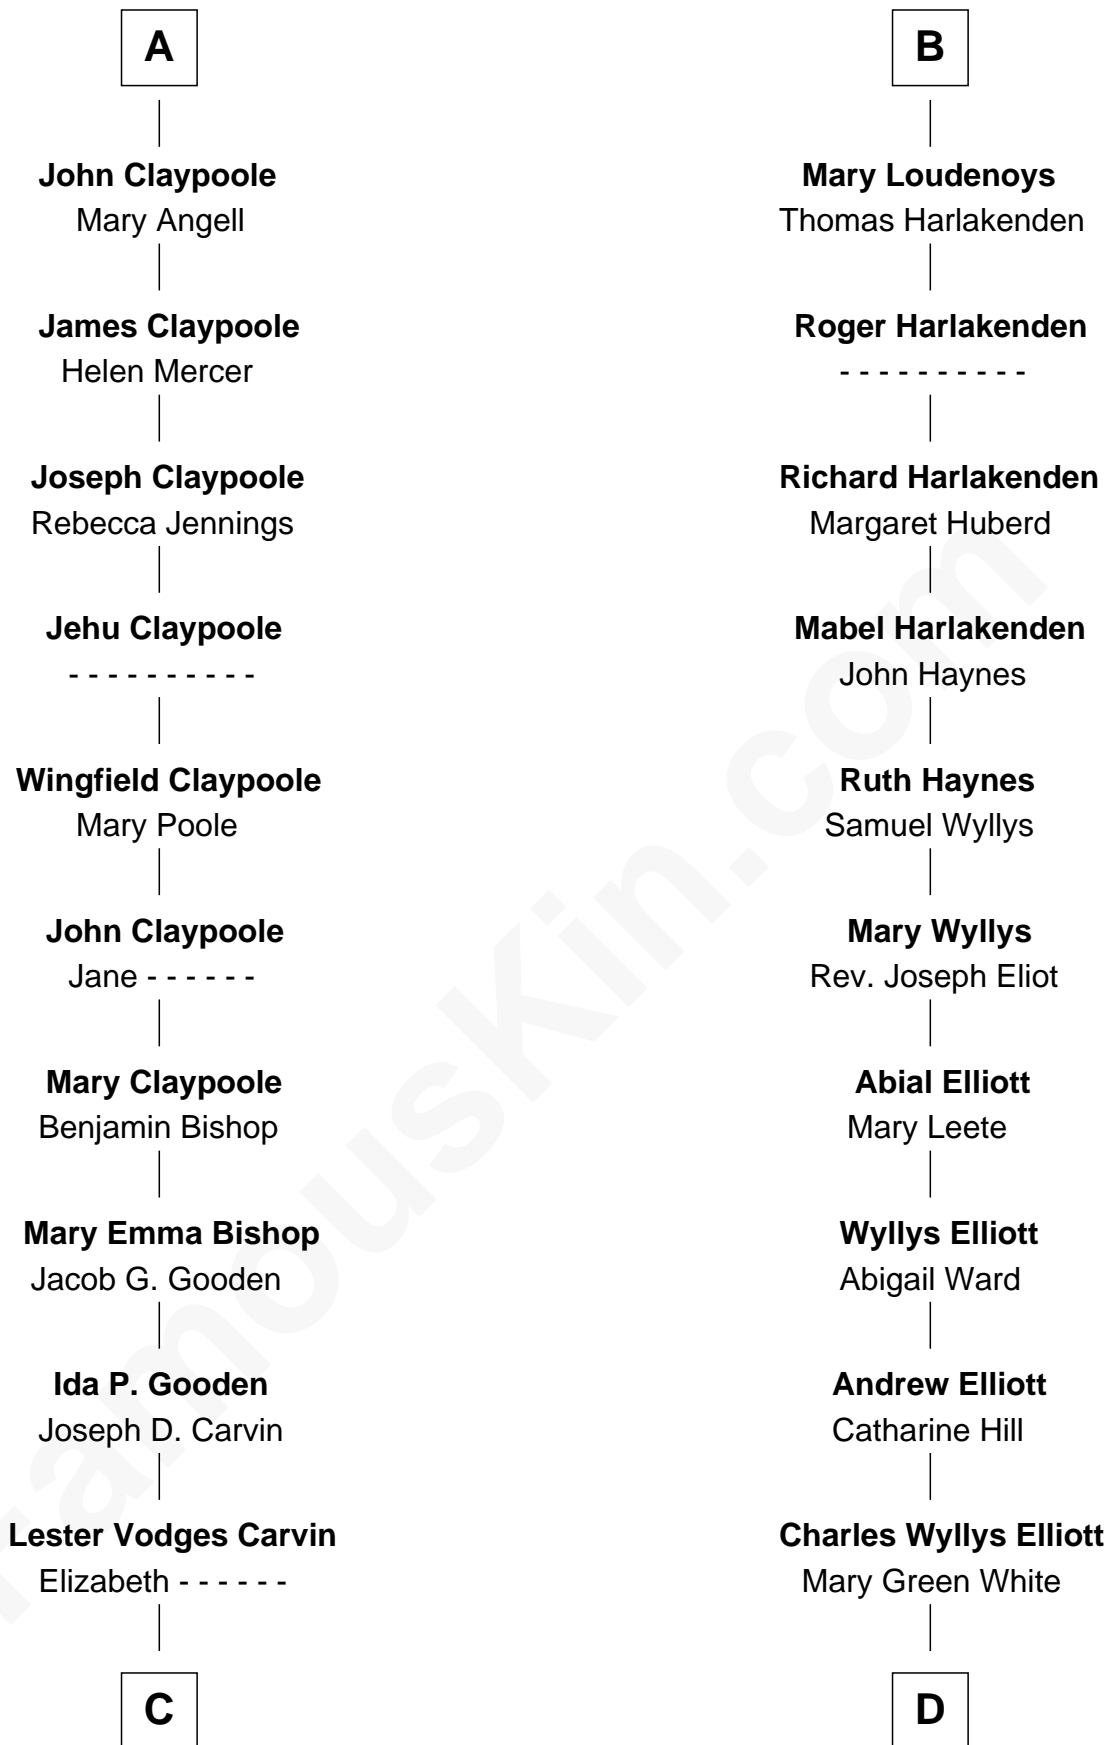 A
John Claypoole
Mary Angell
James Claypoole
Helen Mercer
Joseph Claypoole
Rebecca Jennings
Jehu Claypoole
- - - - - - - - - -
Wingfield Claypoole
Mary Poole
John Claypoole
Jane - - - - - -
Mary Claypoole
Benjamin Bishop
Mary Emma Bishop
Jacob G. Gooden
Ida P. Gooden
Joseph D. Carvin
Lester Vodges Carvin
Elizabeth - - - - - -
C
B
Mary Loudenoys
Thomas Harlakenden
Roger Harlakenden
- - - - - - - - - -
Richard Harlakenden
Margaret Huberd
Mabel Harlakenden
John Haynes
Ruth Haynes
Samuel Wyllys
Mary Wyllys
Rev. Joseph Eliot
Abial Elliott
Mary Leete
Wyllys Elliott
Abigail Ward
Andrew Elliott
Catharine Hill
Charles Wyllys Elliott
Mary Green White
D
FamousKin.com